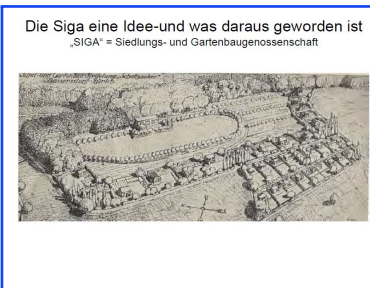 Die Siga eine Idee-und was daraus geworden ist
„SIGA“ = Siedlungs- und Gartenbaugenossenschaft